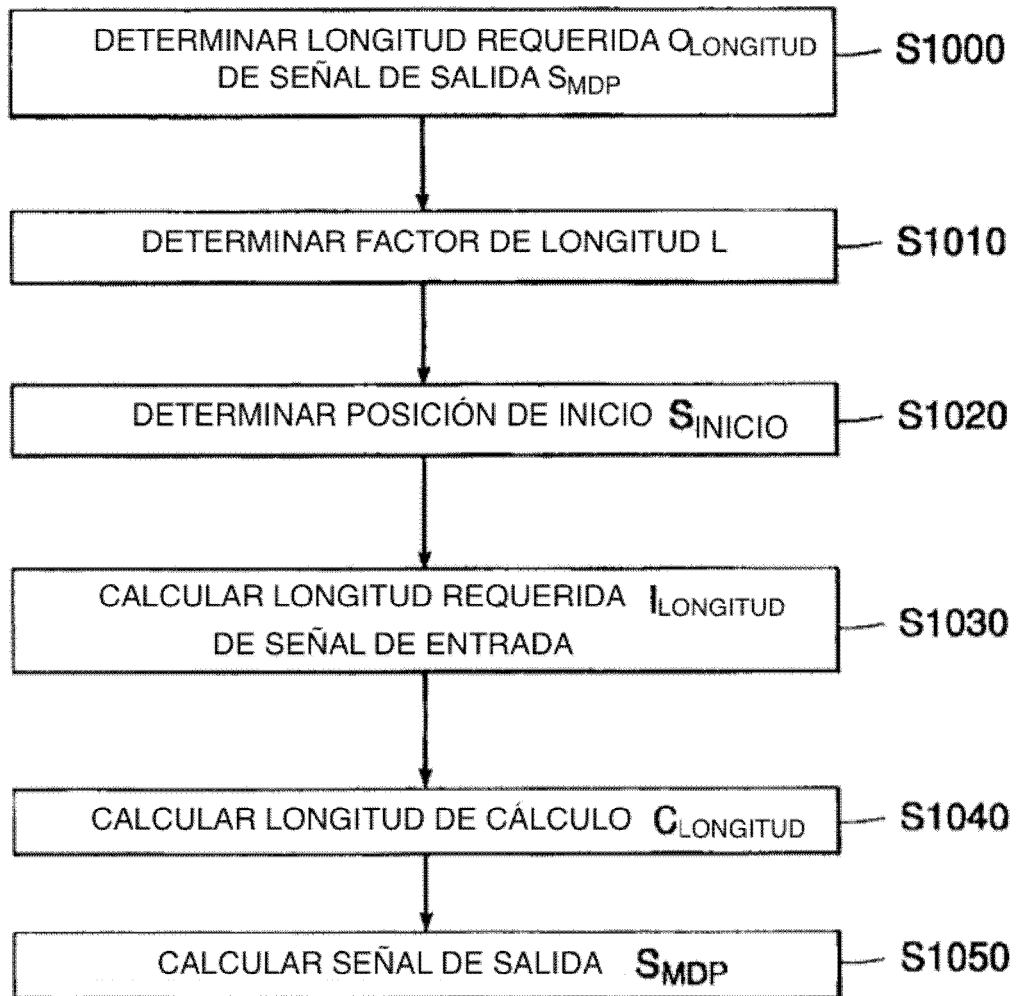 DETERMINAR LONGITUD REQUERIDA OLONGITUD
DE SEÑAL DE SALIDA SMDP
S1000
DETERMINAR FACTOR DE LONGITUD L
S1010
DETERMINAR POSICIÓN DE INICIO SINICIO
S1020
CALCULAR LONGITUD REQUERIDA ILONGITUD
DE SEÑAL DE ENTRADA
S1030
CALCULAR LONGITUD DE CÁLCULO CLONGITUD
S1040
CALCULAR SEÑAL DE SALIDA SMDP
S1050